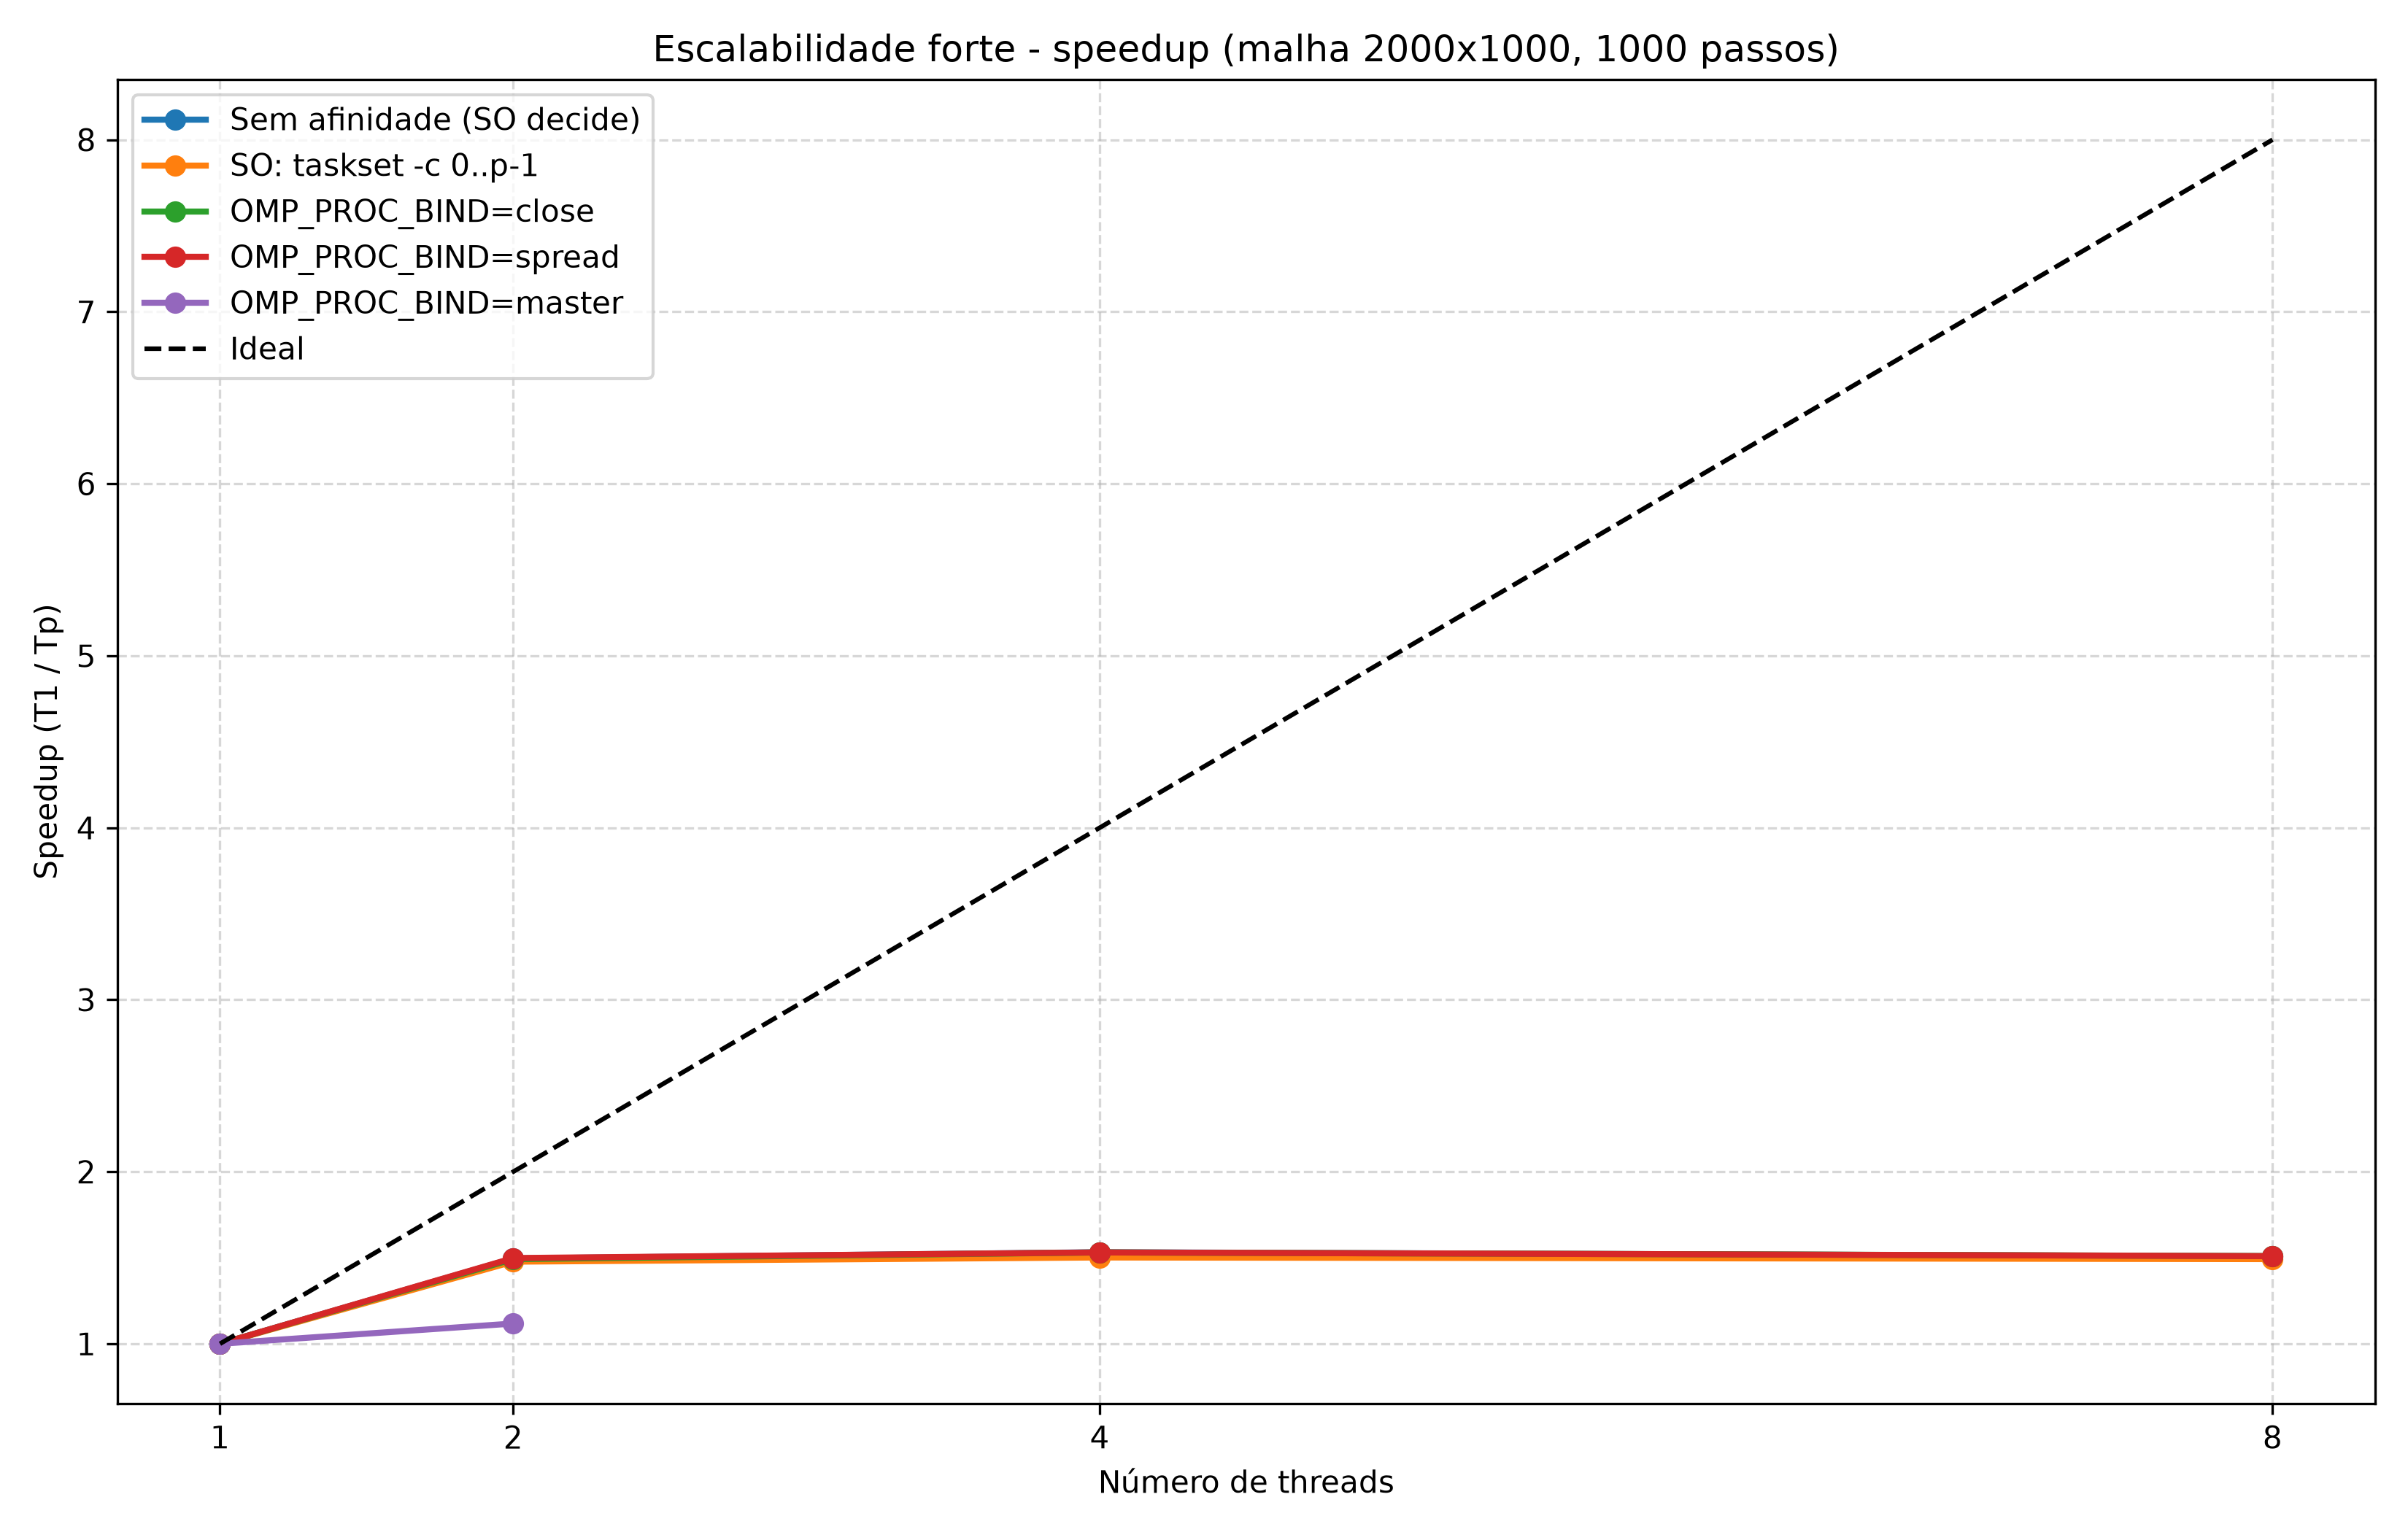 Escalabilidade forte - speedup (malha 2000x1000, 1000 passos)
Sem afinidade (SO decide)
SO: taskset -c 0..p-1
OMP_PROC_BIND=close
OMP_PROC_BIND=spread
OMP_PROC_BIND=master
Ideal
Speedup (T1 / Tp)
8
7
6
5
4
3
2
1
1 2 4 8
Número de threads